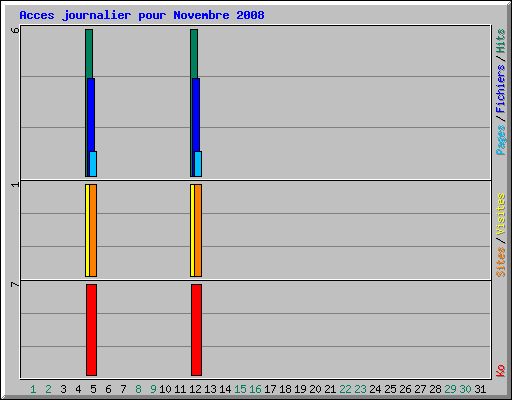 Acces journalier pour Novembre 2008
6
1
7
Pages / Fichiers / Hits
Sites / Visites
Ko
1 2 3 4 5 6 7 8 9 10 11 12 13 14 15 16 17 18 19 20 21 22 23 24 25 26 27 28 29 30 31